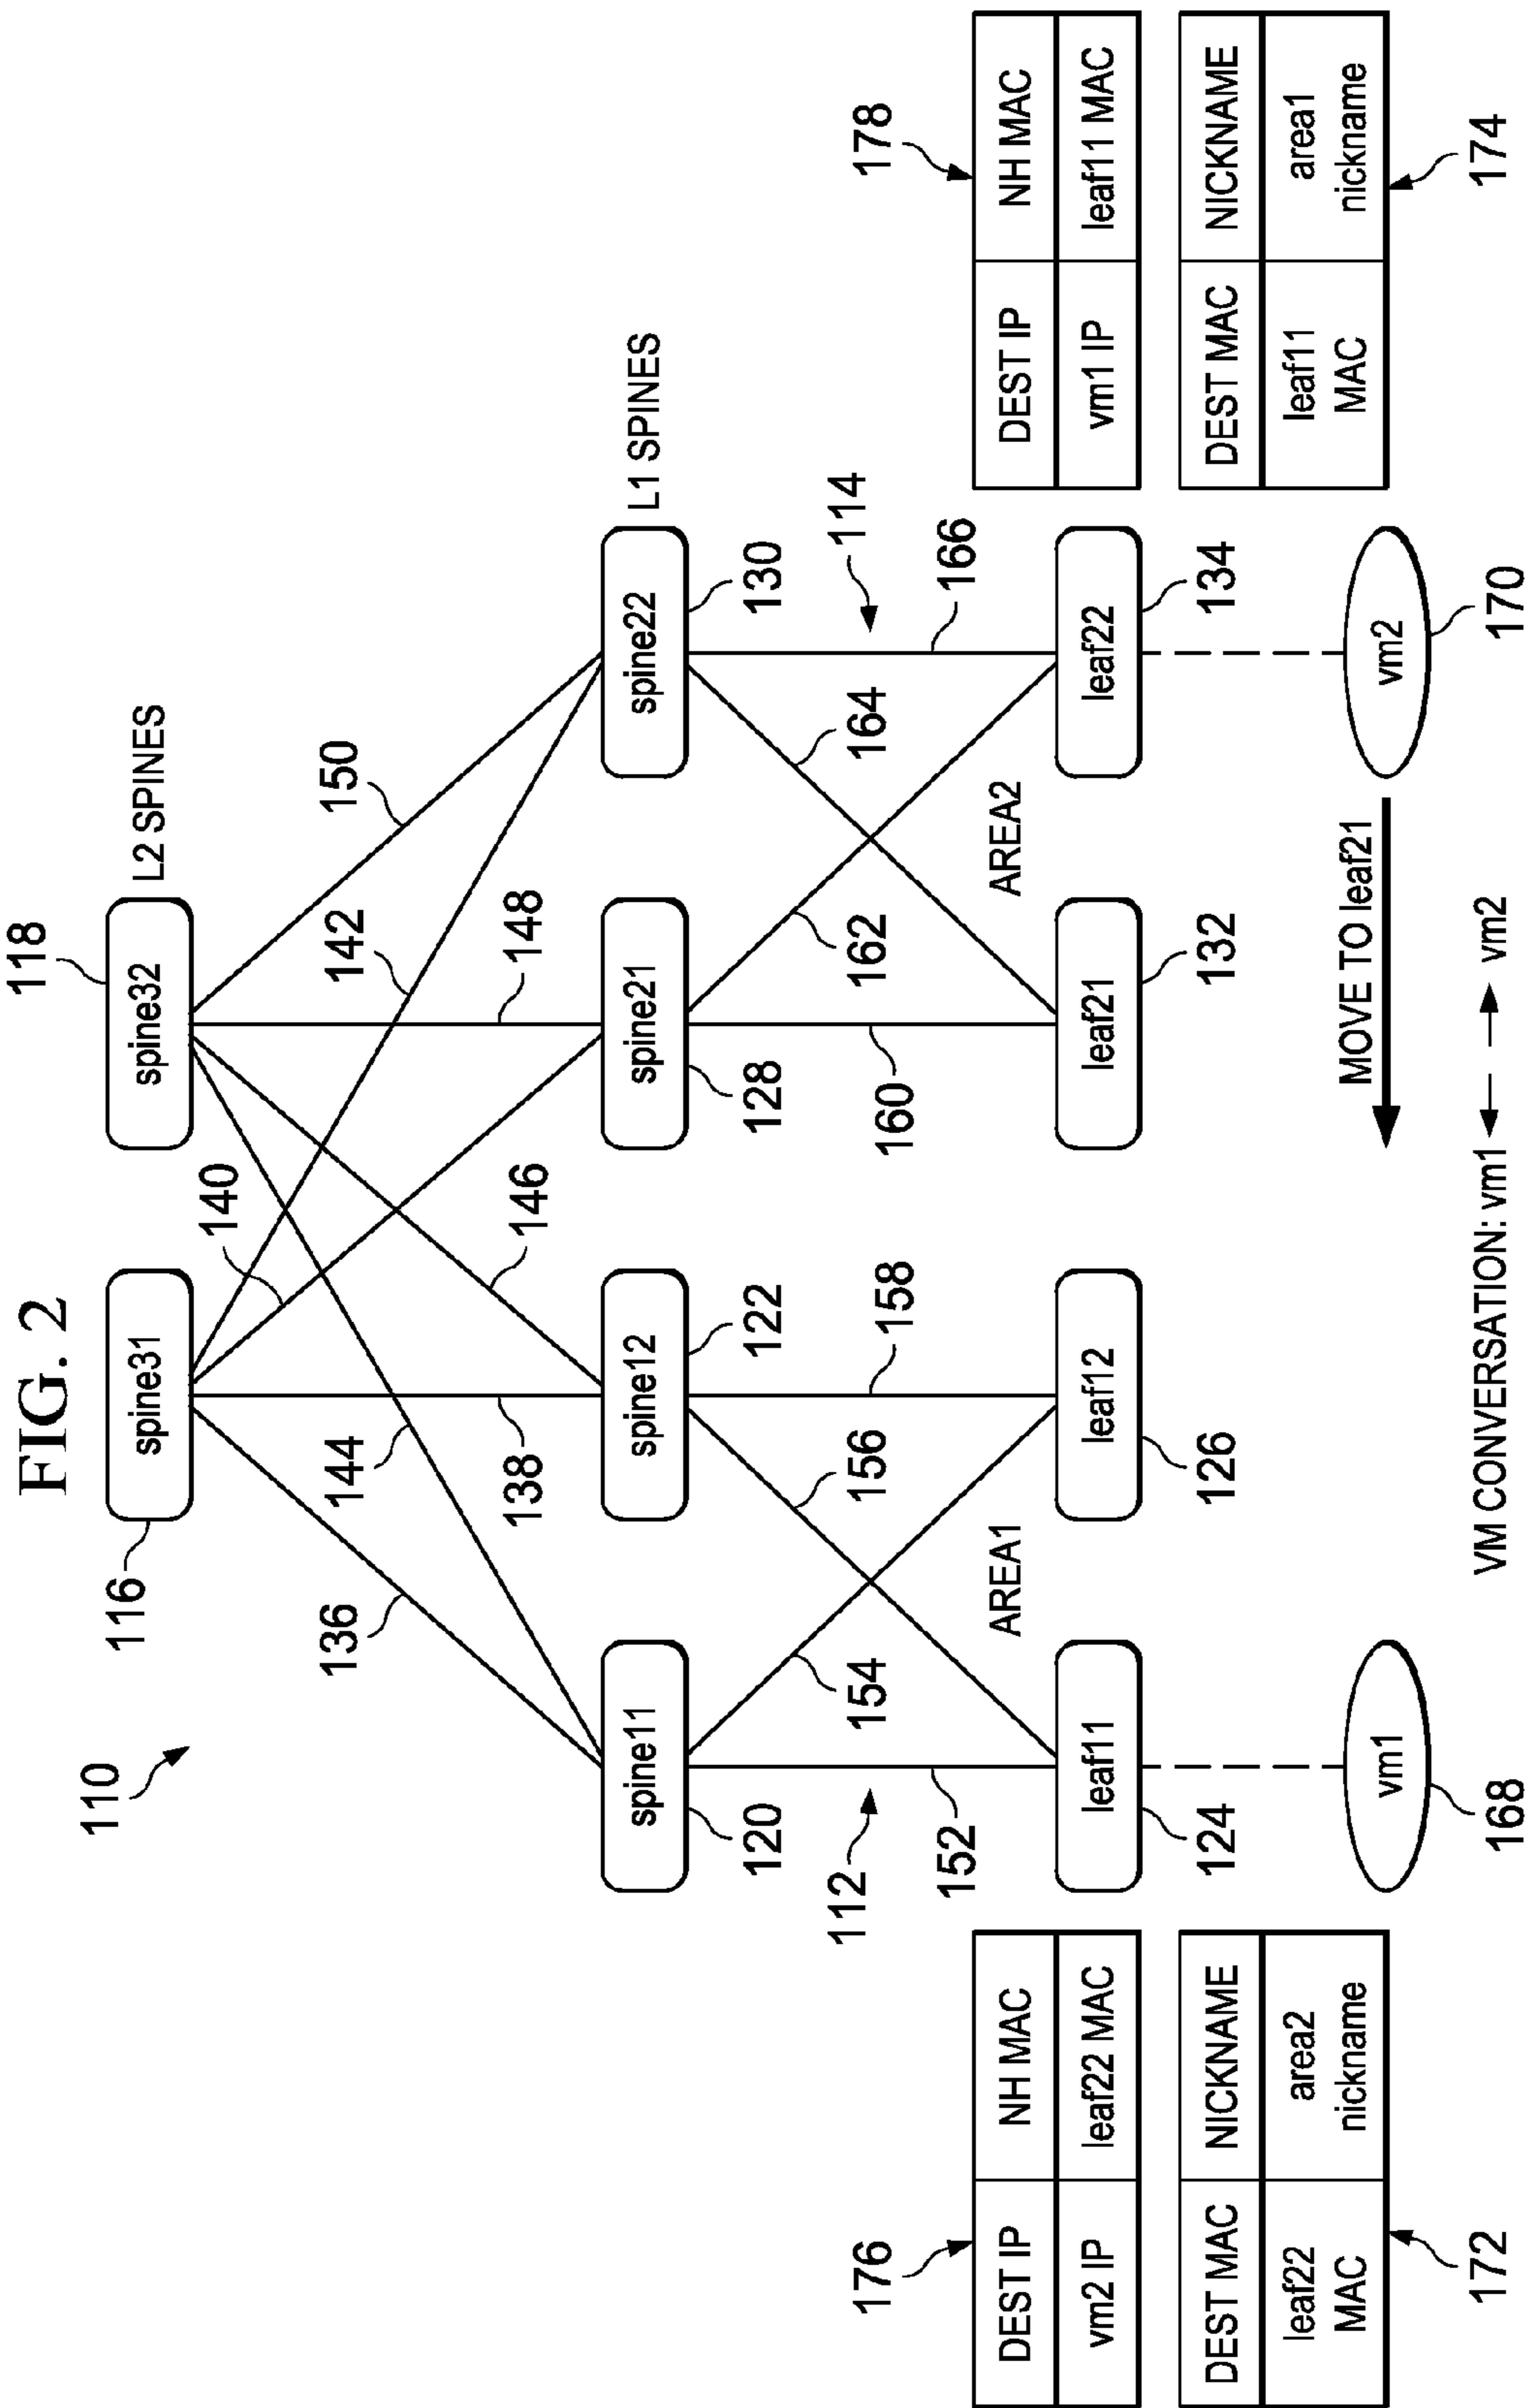 FIG. 2
110
116
spine31
118
spine32
L2 SPINES
136
144
138
140
146
142
148
150
120
spine11
122
spine12
128
spine21
130
spine22
L1 SPINES
112
152
154
156
158
160
162
164
166
114
AREA1
AREA2
124
leaf11
126
leaf12
132
leaf21
134
leaf22
168
vm1
170
vm2
MOVE TO leaf21
VM CONVERSATION: vm1 vm2
176
DEST IP NH MAC
vm2 IP leaf22 MAC
DEST MAC NICKNAME
leaf22 MAC area2 nickname
172
178
DEST IP NH MAC
vm1 IP leaf11 MAC
DEST MAC NICKNAME
leaf11 MAC area1 nickname
174